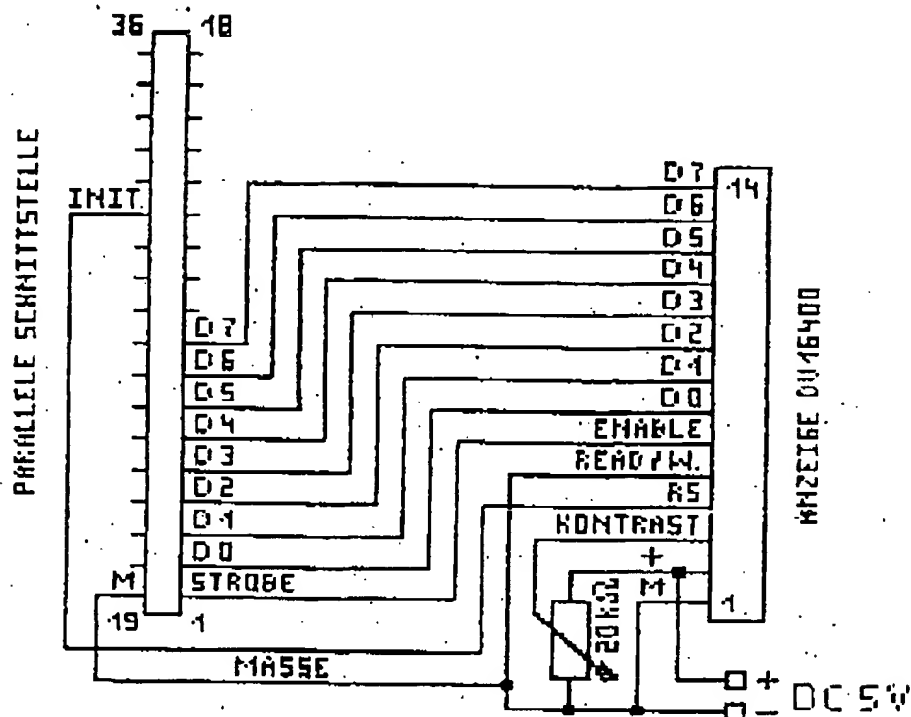 36 18
PARALLELE SCHNITTSTELLE
INIT
D7
D6
D5
D4
D3
D2
D1
D0
STROBE
M
19 1
MASSE
D7
D6
D5
D4
D3
D2
D1
D0
ENABLE
READ/W.
RS
KONTRAST
+
M
14
1
ANZEIGE DV16400
20kΩ
+
- DC 5V